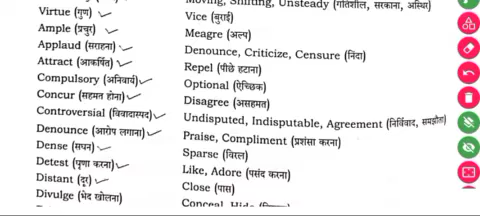 Moving, Shifting, Unsteady (गतिशील, सरकाना, अस्थिर)
Virtue (गुण) Vice (बुराई)
Ample (प्रचुर) Meagre (अल्प)
Applaud (सराहना) Denounce, Criticize, Censure (निंदा)
Attract (आकर्षित) Repel (पीछे हटाना)
Compulsory (अनिवार्य) Optional (ऐच्छिक)
Concur (सहमत होना) Disagree (असहमत)
Controversial (विवादास्पद) Undisputed, Indisputable, Agreement (निर्विवाद, समझौता)
Denounce (आरोप लगाना) Praise, Compliment (प्रशंसा करना)
Dense (सघन) Sparse (विरल)
Detest (घृणा करना) Like, Adore (पसंद करना)
Distant (दूर) Close (पास)
Divulge (भेद खोलना) Conceal, Hide